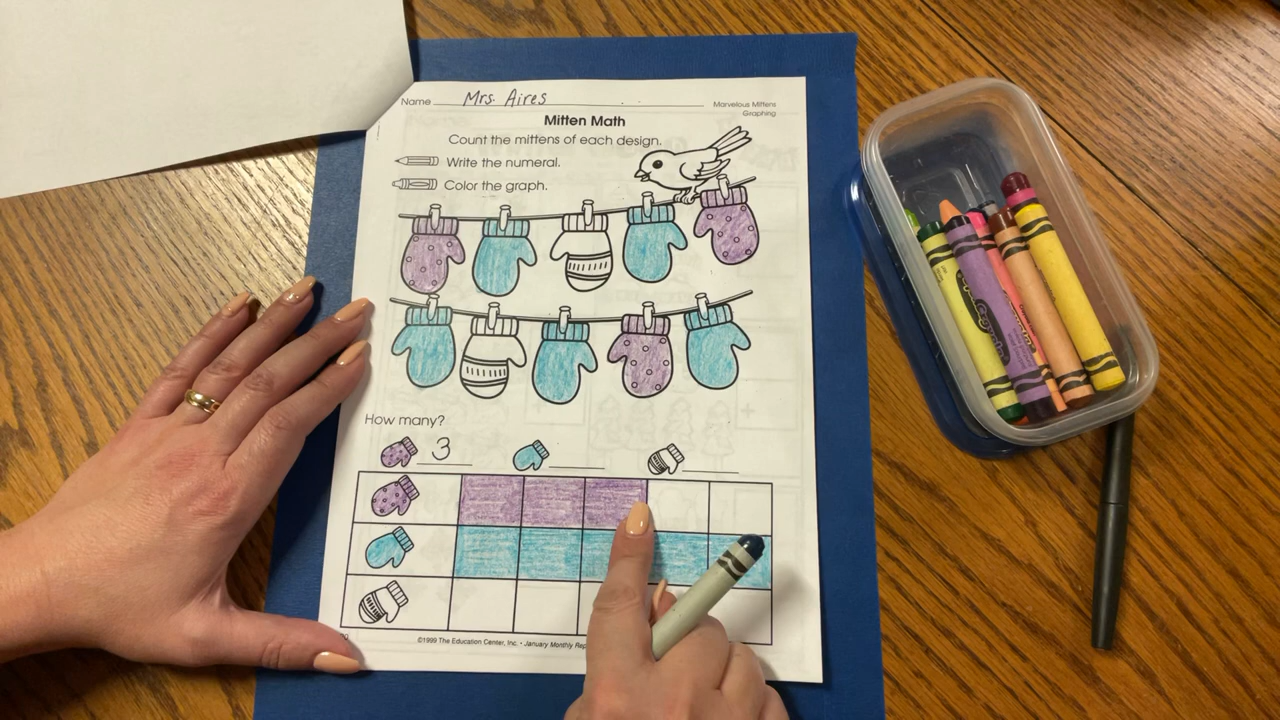 Name Mrs. Aires
Marvelous Mittens
Graphing
Mitten Math
Count the mittens of each design.
Write the numeral.
Color the graph.
How many?
3
©1999 The Education Center, Inc. • January Monthly